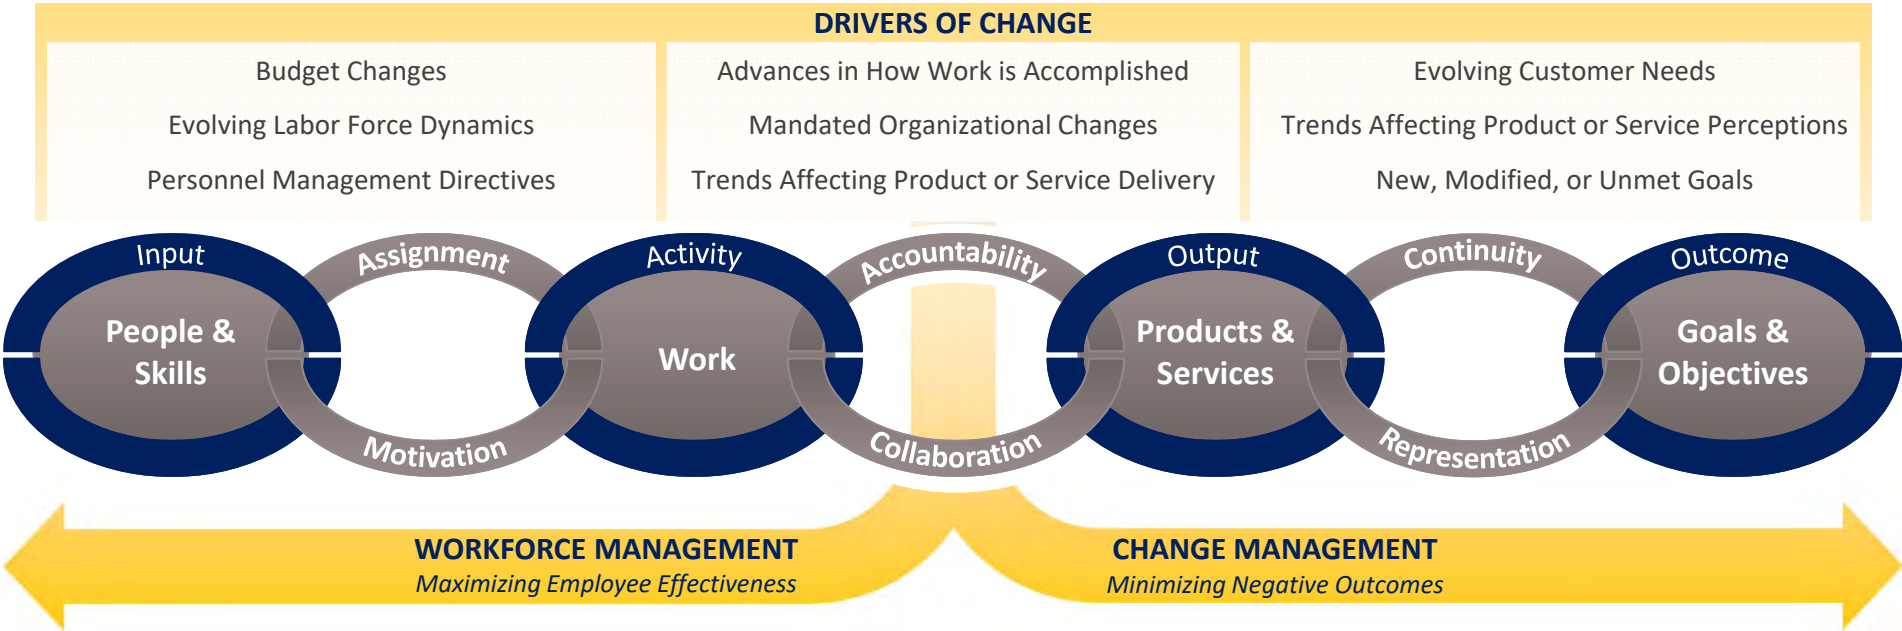 DRIVERS OF CHANGE
Budget Changes
Evolving Labor Force Dynamics
Personnel Management Directives
Advances in How Work is Accomplished
Mandated Organizational Changes
Trends Affecting Product or Service Delivery
Evolving Customer Needs
Trends Affecting Product or Service Perceptions
New, Modified, or Unmet Goals
Input
People &
Skills
Assignment
Motivation
Activity
Work
Accountability
Collaboration
Output
Products &
Services
Continuity
Representation
Outcome
Goals &
Objectives
WORKFORCE MANAGEMENT
Maximizing Employee Effectiveness
CHANGE MANAGEMENT
Minimizing Negative Outcomes